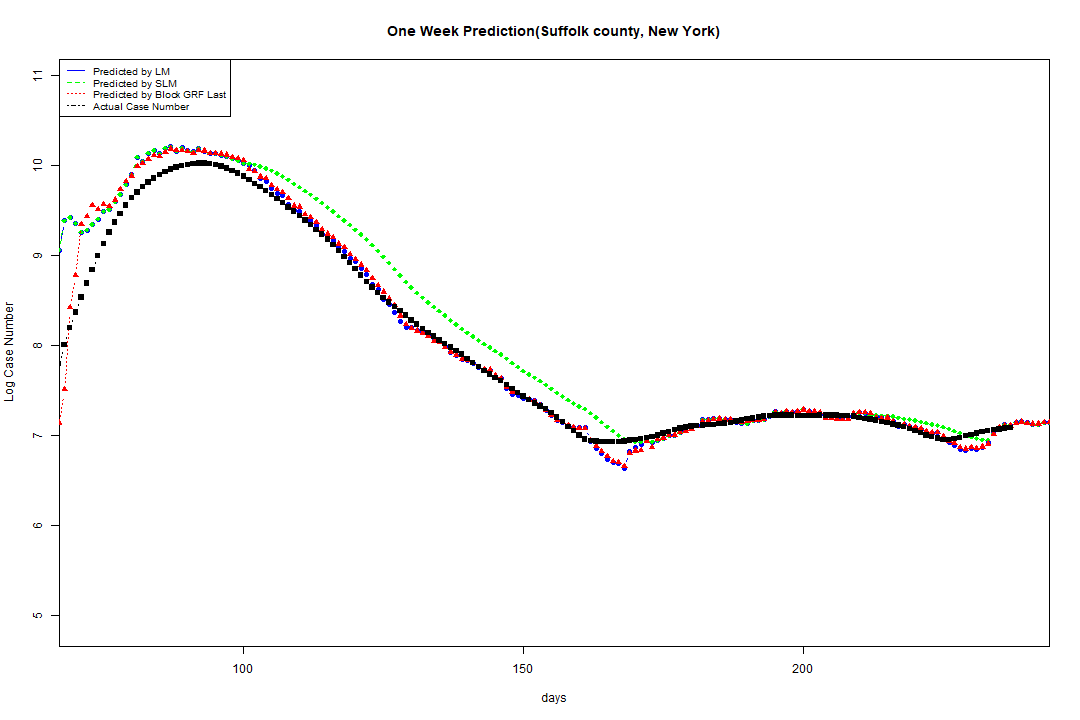 One Week Prediction(Suffolk county, New York)
Predicted by LM
Predicted by SLM
Predicted by Block GRF Last
Actual Case Number
11
10
9
8
7
6
5
Log Case Number
100
150
200
days